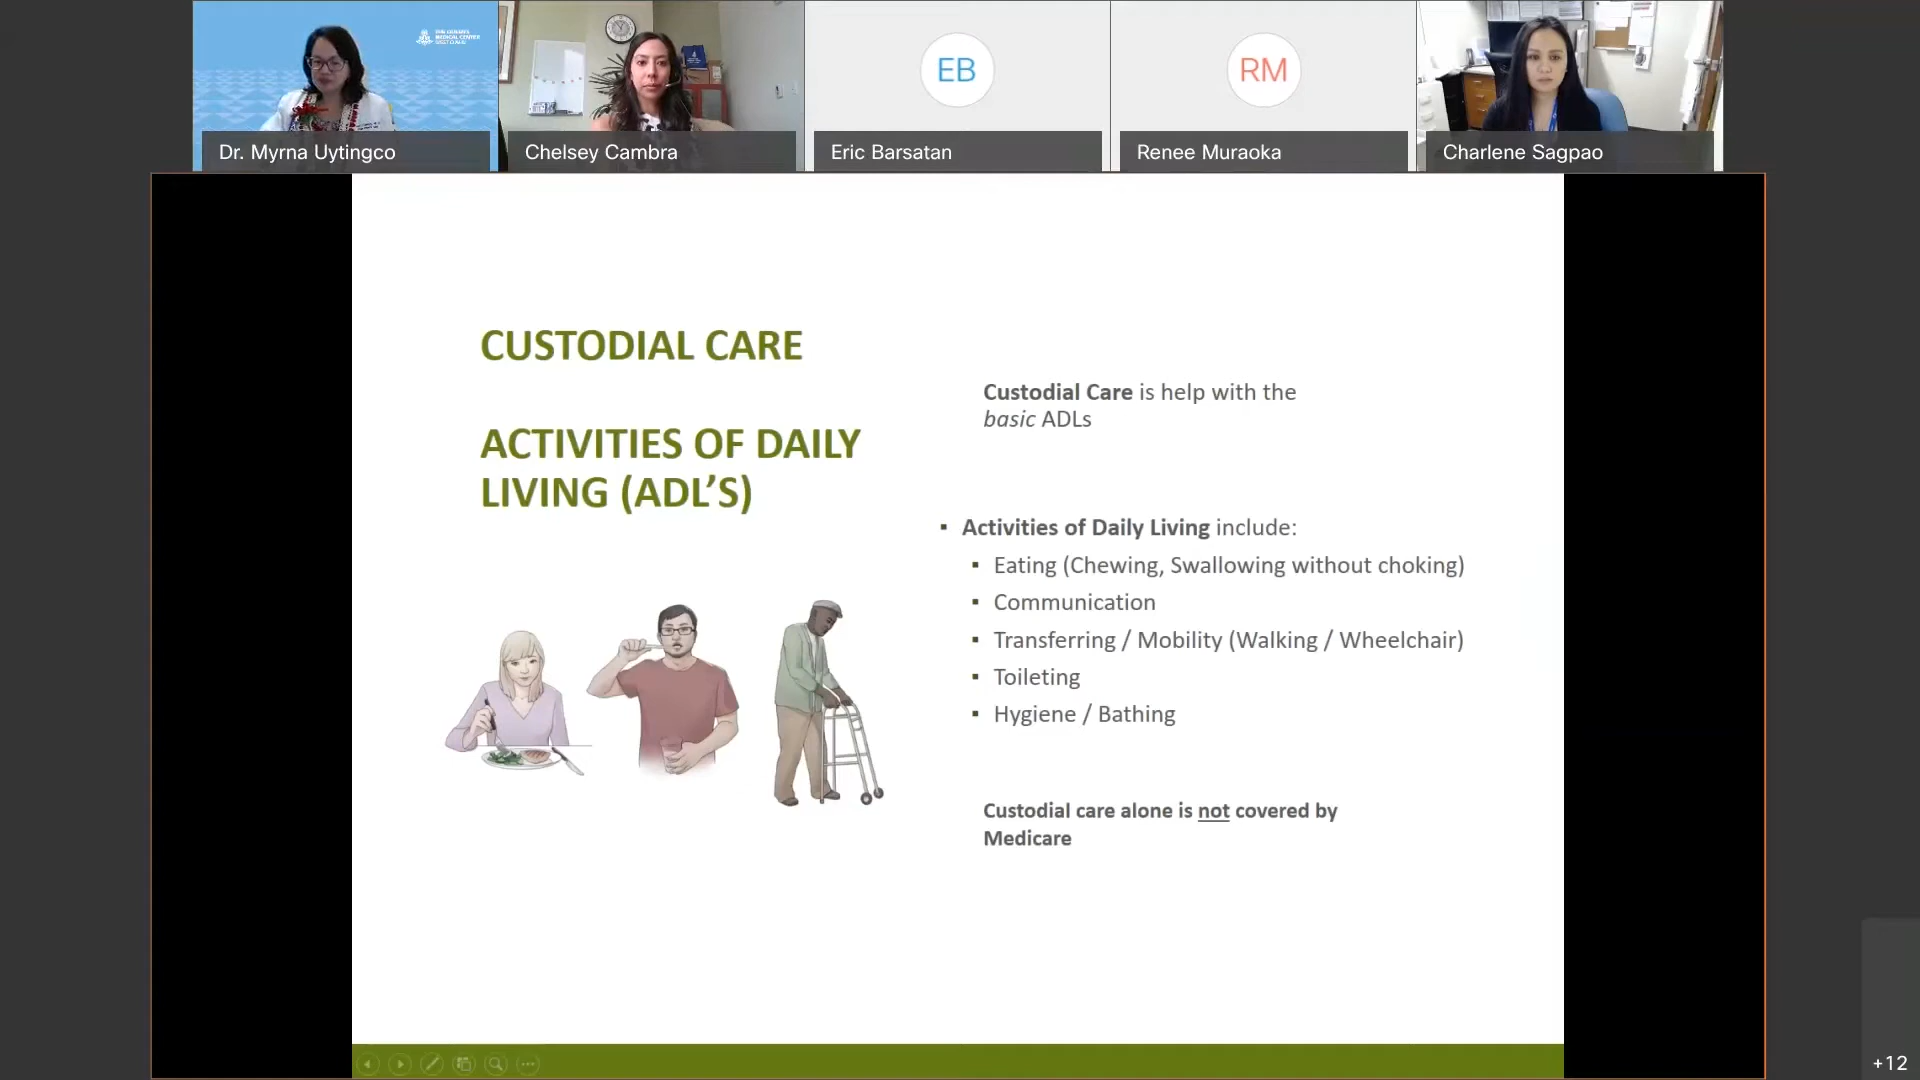 Dr. Myrna Uytingco
Chelsey Cambra
EB
Eric Barsatan
RM
Renee Muraoka
Charlene Sagpao
CUSTODIAL CARE
ACTIVITIES OF DAILY
LIVING (ADL’S)
Custodial Care is help with the
basic ADLs
Activities of Daily Living include:
Eating (Chewing, Swallowing without choking)
Communication
Transferring / Mobility (Walking / Wheelchair)
Toileting
Hygiene / Bathing
Custodial care alone is not covered by
Medicare
+12